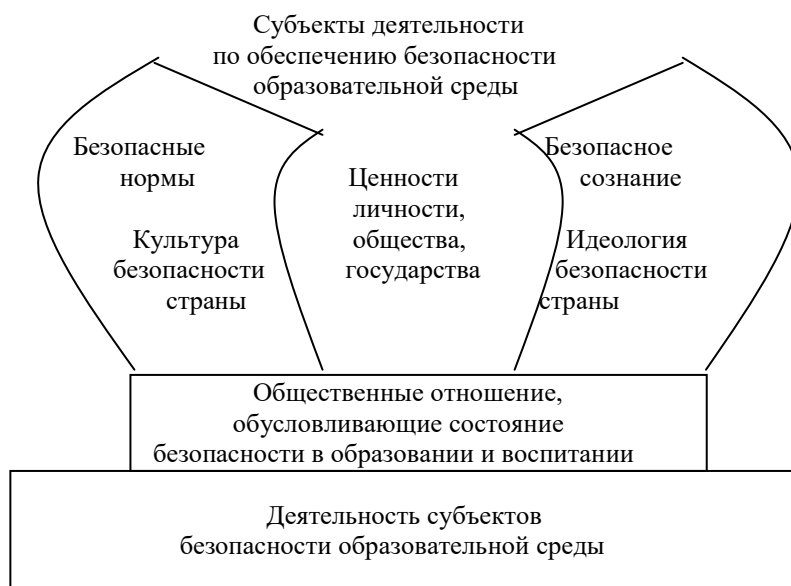 Субъекты деятельности
по обеспечению безопасности
образовательной среды
Безопасные
нормы
Культура
безопасности
страны
Ценности
личности,
общества,
государства
Безопасное
сознание
Идеология
безопасности
страны
Общественные отношение,
обусловливающие состояние
безопасности в образовании и воспитании
Деятельность субъектов
безопасности образовательной среды